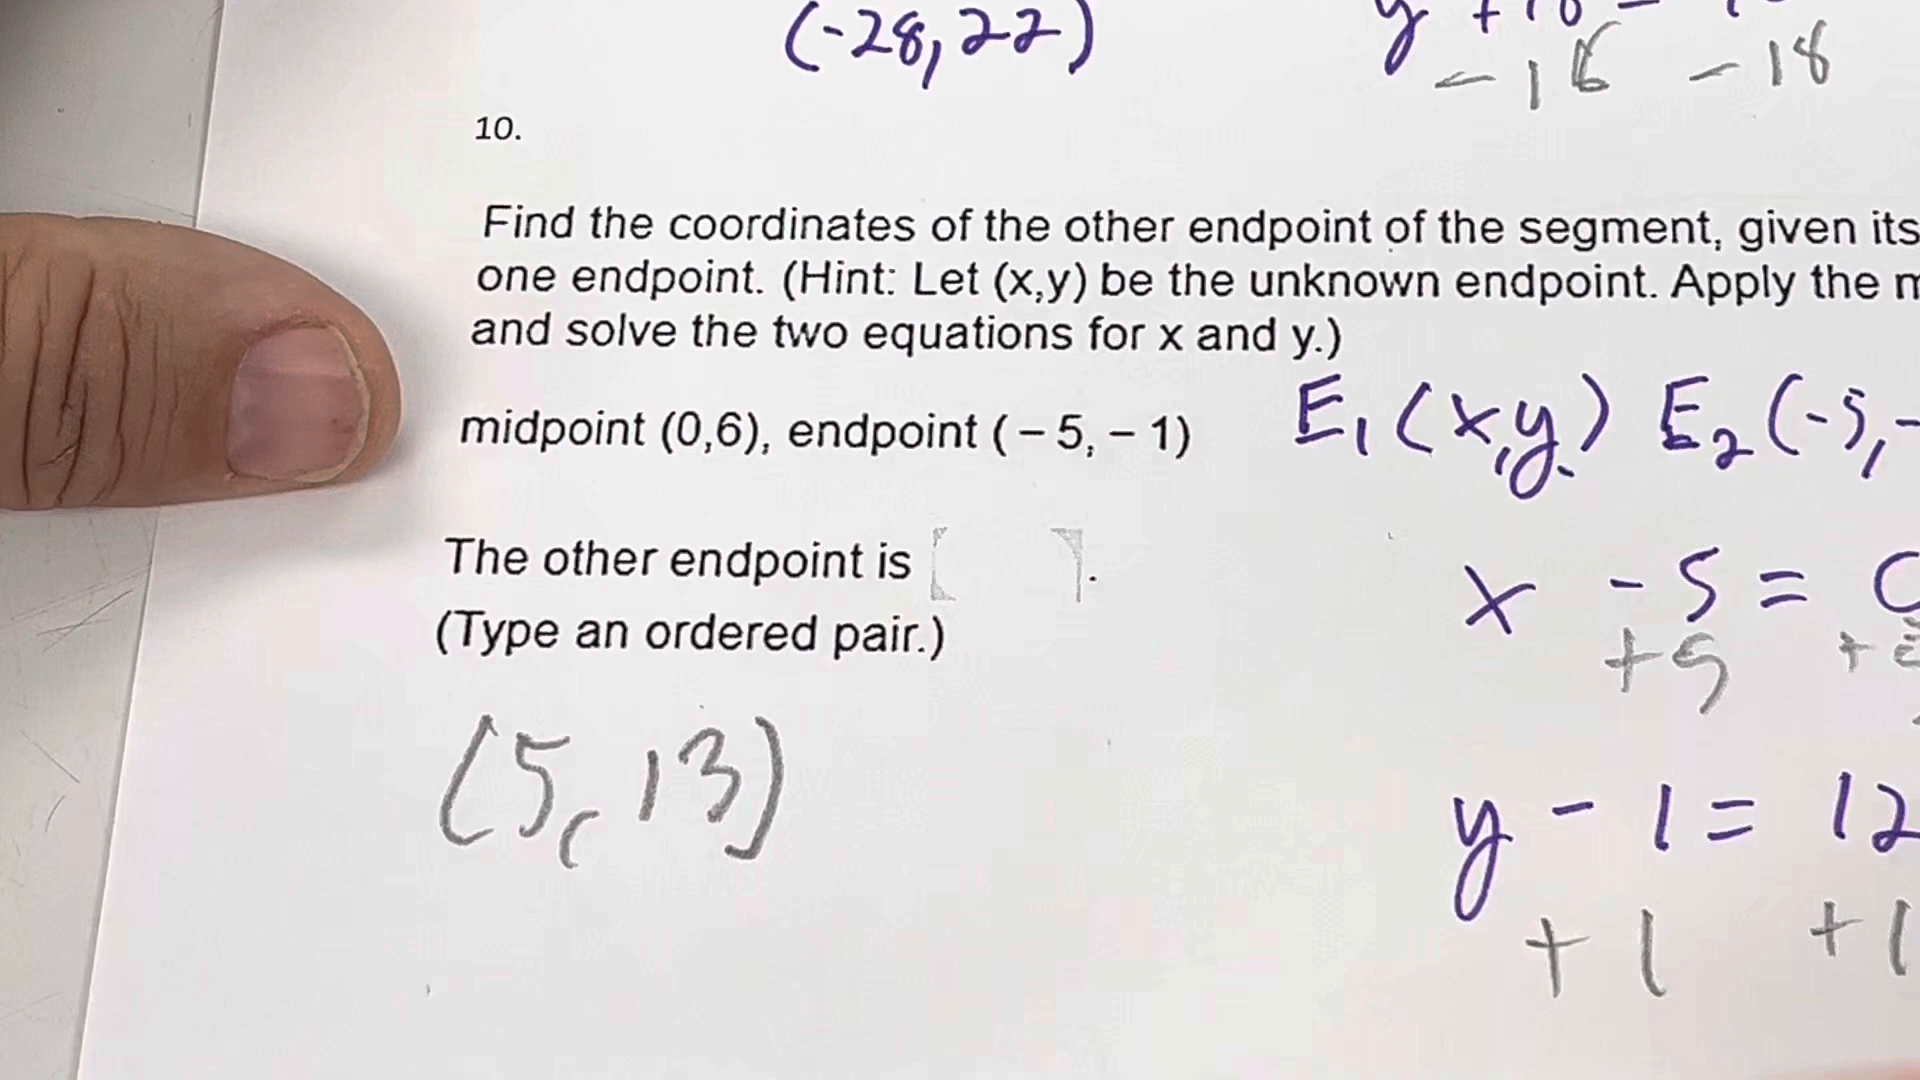 (-28,22)
-18 -18
10.
Find the coordinates of the other endpoint of the segment, given its
one endpoint. (Hint: Let (x,y) be the unknown endpoint. Apply the
and solve the two equations for x and y.)
midpoint (0,6), endpoint (-5, -1) E₁(x,y) E₂(-5,-
The other endpoint is [ ].
x -5 =
+5 +
(Type an ordered pair.)
(5, 13)
y - 1 = 12
+1 +1